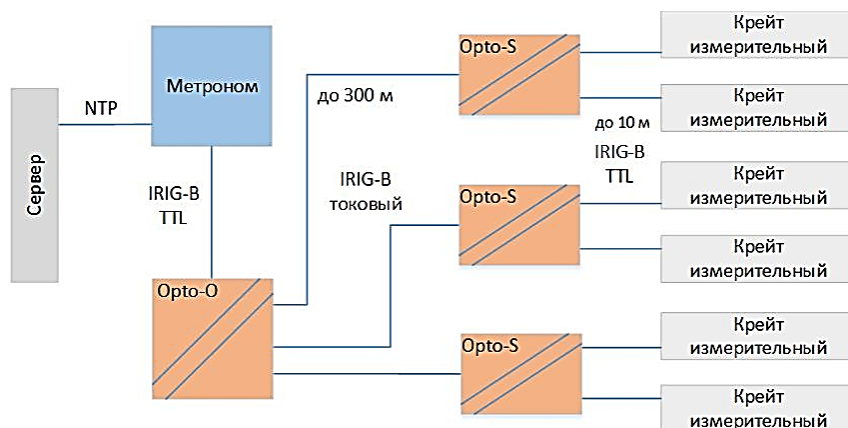 Сервер
NTP
Метроном
IRIG-B
TTL
Opto-O
до 300 м
IRIG-B
токовый
Opto-S
Opto-S
Opto-S
до 10 м
IRIG-B
TTL
Крейт
измерительный
Крейт
измерительный
Крейт
измерительный
Крейт
измерительный
Крейт
измерительный
Крейт
измерительный